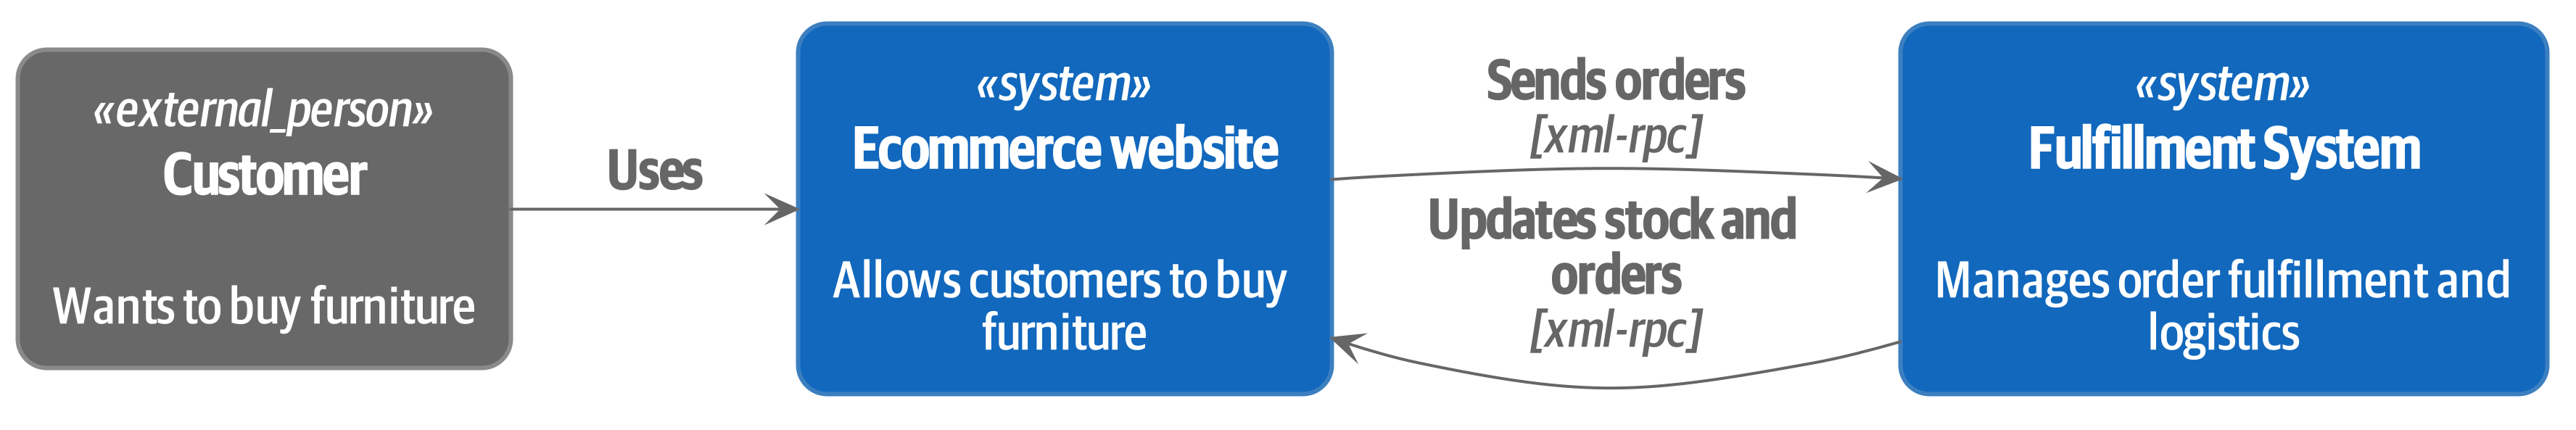 «external_person»
Customer
Wants to buy furniture
Uses
«system»
Ecommerce website
Allows customers to buy
furniture
Sends orders
[xml-rpc]
Updates stock and
orders
[xml-rpc]
«system»
Fulfillment System
Manages order fulfillment and
logistics